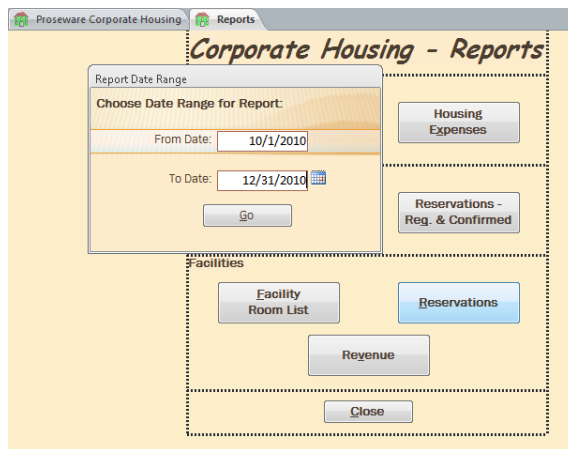 Proseware Corporate Housing
Reports
Corporate Housing - Reports
Report Date Range
Choose Date Range for Report:
From Date: 10/1/2010
To Date: 12/31/2010
Go
Housing
Expenses
Reservations -
Reg. & Confirmed
Facilities
Facility
Room List
Reservations
Revenue
Close